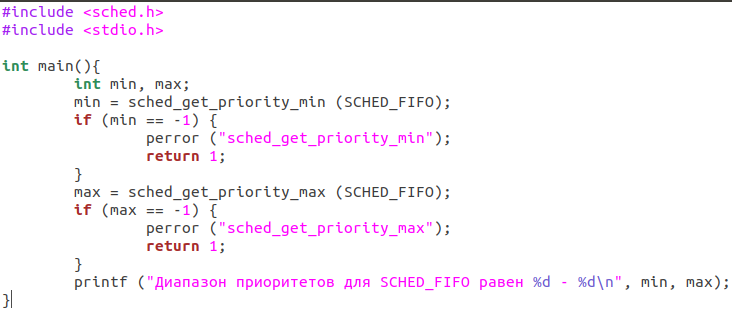 #include <sched.h>
#include <stdio.h>

int main(){
        int min, max;
        min = sched_get_priority_min (SCHED_FIFO);
        if (min == -1) {
                perror ("sched_get_priority_min");
                return 1;
        }
        max = sched_get_priority_max (SCHED_FIFO);
        if (max == -1) {
                perror ("sched_get_priority_max");
                return 1;
        }
        printf ("Диапазон приоритетов для SCHED_FIFO равен %d - %d\n", min, max);
}